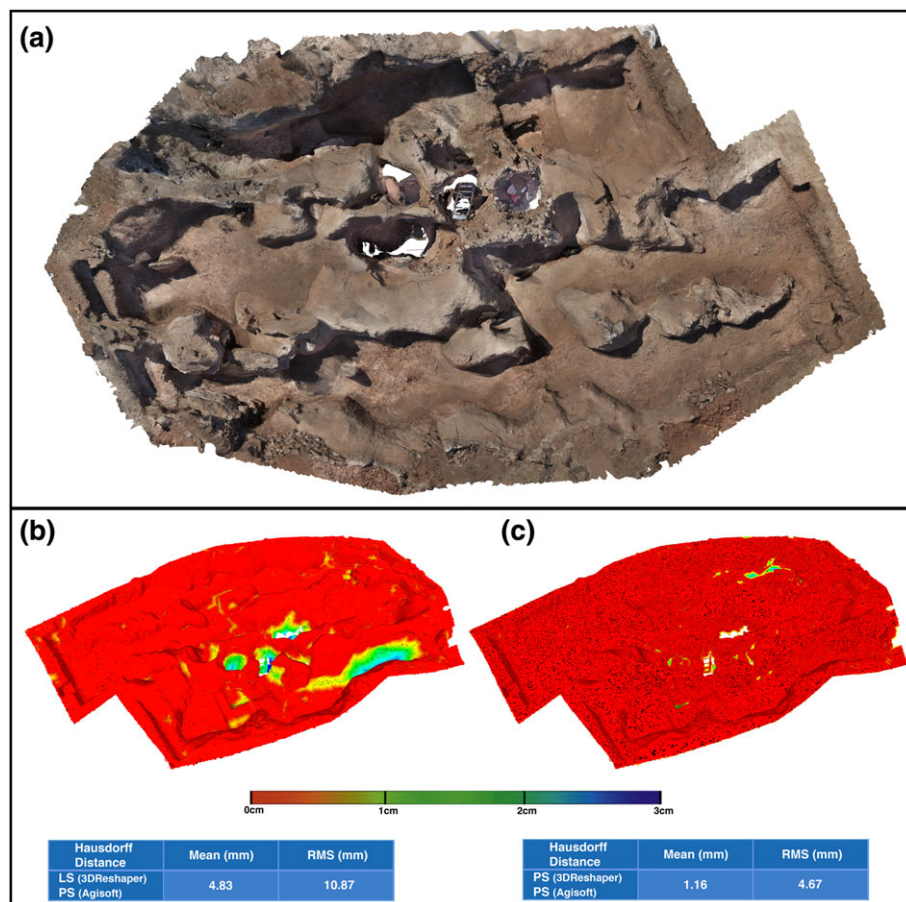 (a)
(b)
(c)
0cm 1cm 2cm 3cm
Hausdorff Distance Mean (mm) RMS (mm)
LS (3DReshaper) PS (Agisoft) 4.83 10.87
Hausdorff Distance Mean (mm) RMS (mm)
PS (3DReshaper) PS (Agisoft) 1.16 4.67